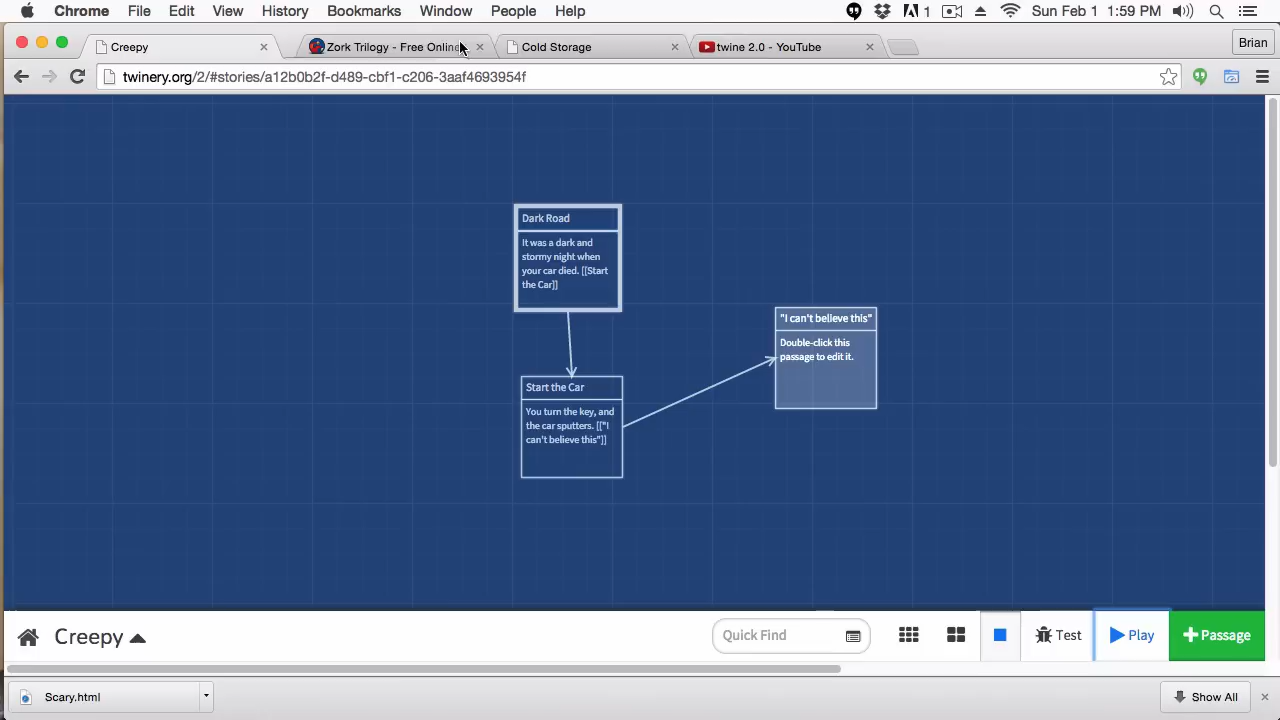 Chrome File Edit View History Bookmarks Window People Help 1 Sun Feb 1 1:59 PM
Creepy Zork Trilogy - Free Online Cold Storage twine 2.0 - YouTube Brian
twinery.org/2/#stories/a12b0b2f-d489-cbf1-c206-3aaf4693954f
Dark Road
It was a dark and
stormy night when
your car died. [[Start
the Car]]
"I can't believe this"
Double-click this
passage to edit it.
Start the Car
You turn the key, and
the car sputters. [["I
can't believe this"]]
Creepy Quick Find Test Play +Passage
Scary.html Show All